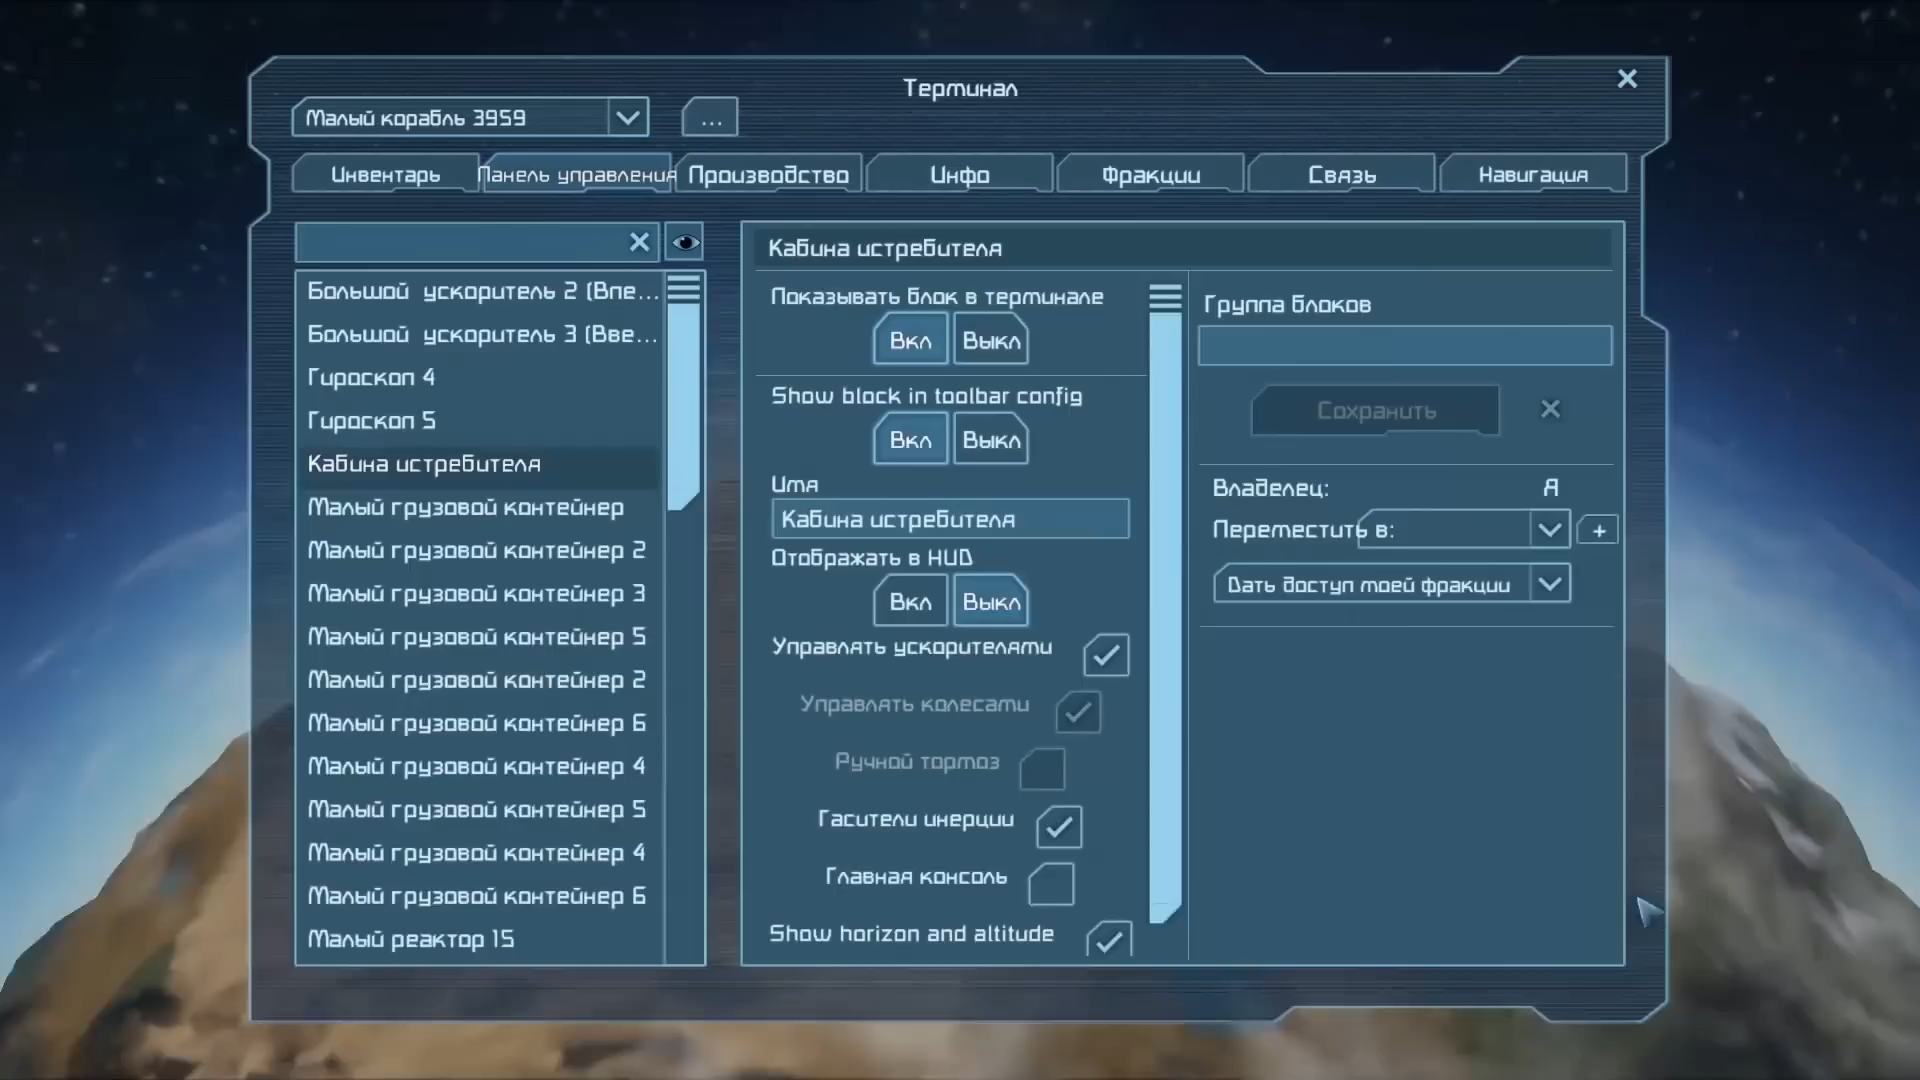 Терминал
Малый корабль 3959
...
Инвентарь
Панель управления
Производство
Инфо
Фракции
Связь
Навигация
Большой ускоритель 2 (Впе...
Большой ускоритель 3 (Вве...
Гироскоп 4
Гироскоп 5
Кабина истребителя
Малый грузовой контейнер
Малый грузовой контейнер 2
Малый грузовой контейнер 3
Малый грузовой контейнер 5
Малый грузовой контейнер 2
Малый грузовой контейнер 6
Малый грузовой контейнер 4
Малый грузовой контейнер 5
Малый грузовой контейнер 4
Малый грузовой контейнер 6
Малый реактор 15
Кабина истребителя
Показывать блок в терминале
Вкл Выкл
Show block in toolbar config
Вкл Выкл
Имя
Кабина истребителя
Отображать в HUD
Вкл Выкл
Управлять ускорителями
Управлять колесами
Ручной тормоз
Гасители инерции
Главная консоль
Show horizon and altitude
Группа блоков
Сохранить
Владелец: Я
Переместить в:
+
Дать доступ моей фракции